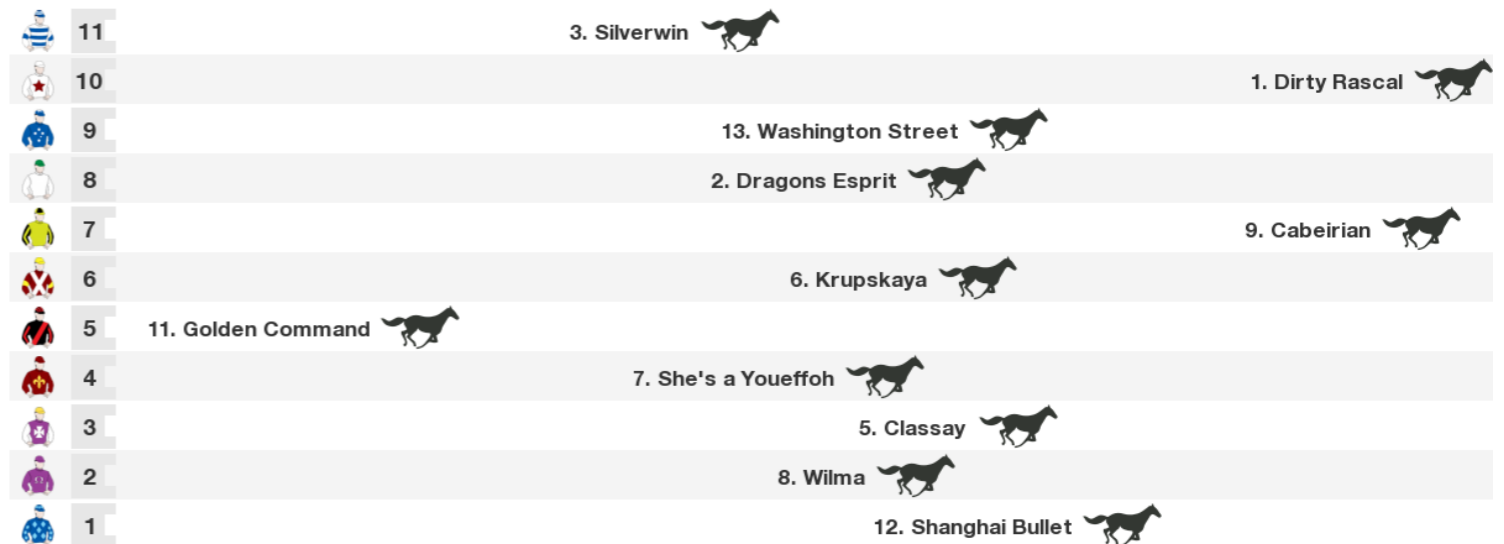 11 3. Silverwin
10 1. Dirty Rascal
9 13. Washington Street
8 2. Dragons Esprit
7 9. Cabeirian
6 6. Krupskaya
5 11. Golden Command
4 7. She's a Youeffoh
3 5. Classay
2 8. Wilma
1 12. Shanghai Bullet